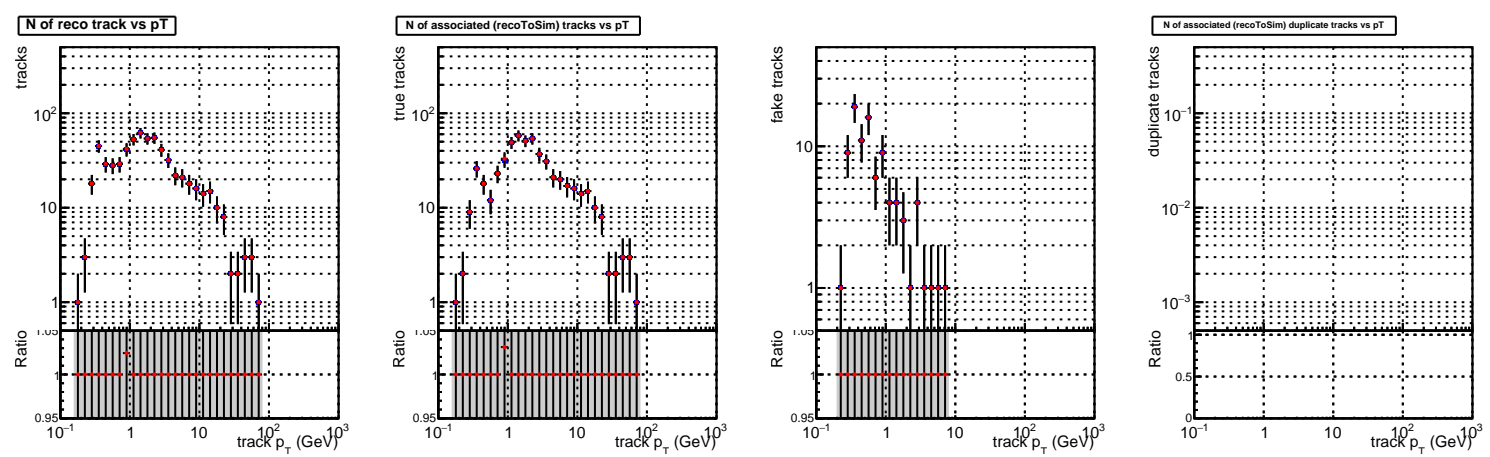 N of reco track vs pT
N of associated (recoToSim) tracks vs pT
N of associated (recoToSim) duplicate tracks vs pT
tracks
10²
10
1
Ratio
1.05
1
0.95
10⁻¹ 1 10 10² 10³
track p_T (GeV)
true tracks
10²
10
1
Ratio
1.05
1
0.95
10⁻¹ 1 10 10² 10³
track p_T (GeV)
fake tracks
10
1
Ratio
1.05
1
0.95
10⁻¹ 1 10 10² 10³
track p_T (GeV)
duplicate tracks
10⁻¹
10⁻²
10⁻³
Ratio
1
0.5
0
10⁻¹ 1 10 10² 10³
track p_T (GeV)